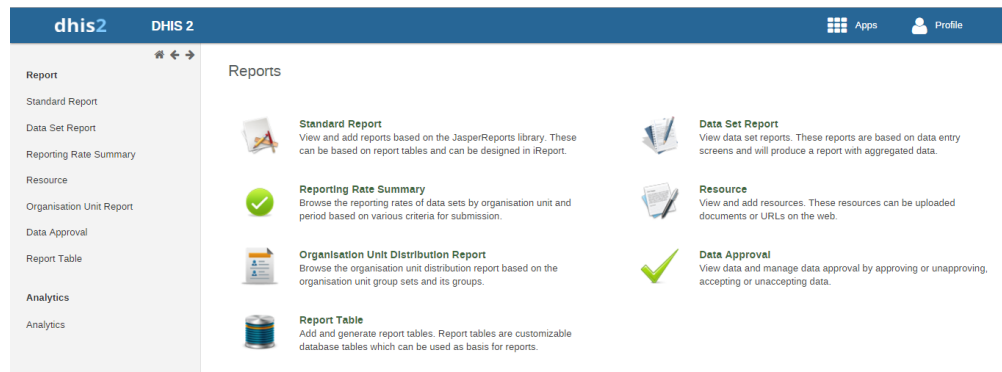 dhis2 DHIS 2 Apps Profile
Report
Standard Report
Data Set Report
Reporting Rate Summary
Resource
Organisation Unit Report
Data Approval
Report Table
Analytics
Analytics
Reports
Standard Report
View and add reports based on the JasperReports library. These
can be based on report tables and can be designed in iReport.
Data Set Report
View data set reports. These reports are based on data entry
screens and will produce a report with aggregated data.
Reporting Rate Summary
Browse the reporting rates of data sets by organisation unit and
period based on various criteria for submission.
Resource
View and add resources. These resources can be uploaded
documents or URLs on the web.
Organisation Unit Distribution Report
Browse the organisation unit distribution report based on the
organisation unit group sets and its groups.
Data Approval
View data and manage data approval by approving or unapproving,
accepting or unaccepting data.
Report Table
Add and generate report tables. Report tables are customizable
database tables which can be used as basis for reports.